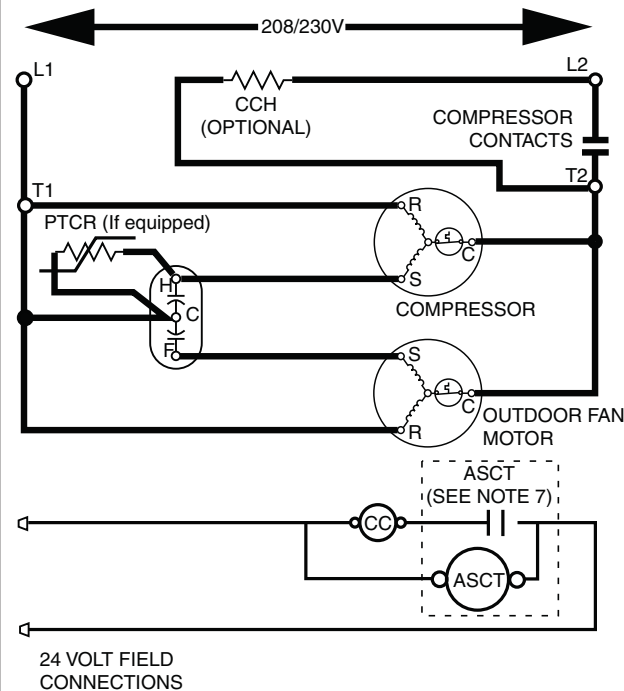 208/230V
L1
L2
CCH
(OPTIONAL)
COMPRESSOR
CONTACTS
T1
T2
PTCR (If equipped)
R
C
S
H
C
F
COMPRESSOR
S
C
R
OUTDOOR FAN
MOTOR
ASCT
(SEE NOTE 7)
CC
ASCT
24 VOLT FIELD
CONNECTIONS